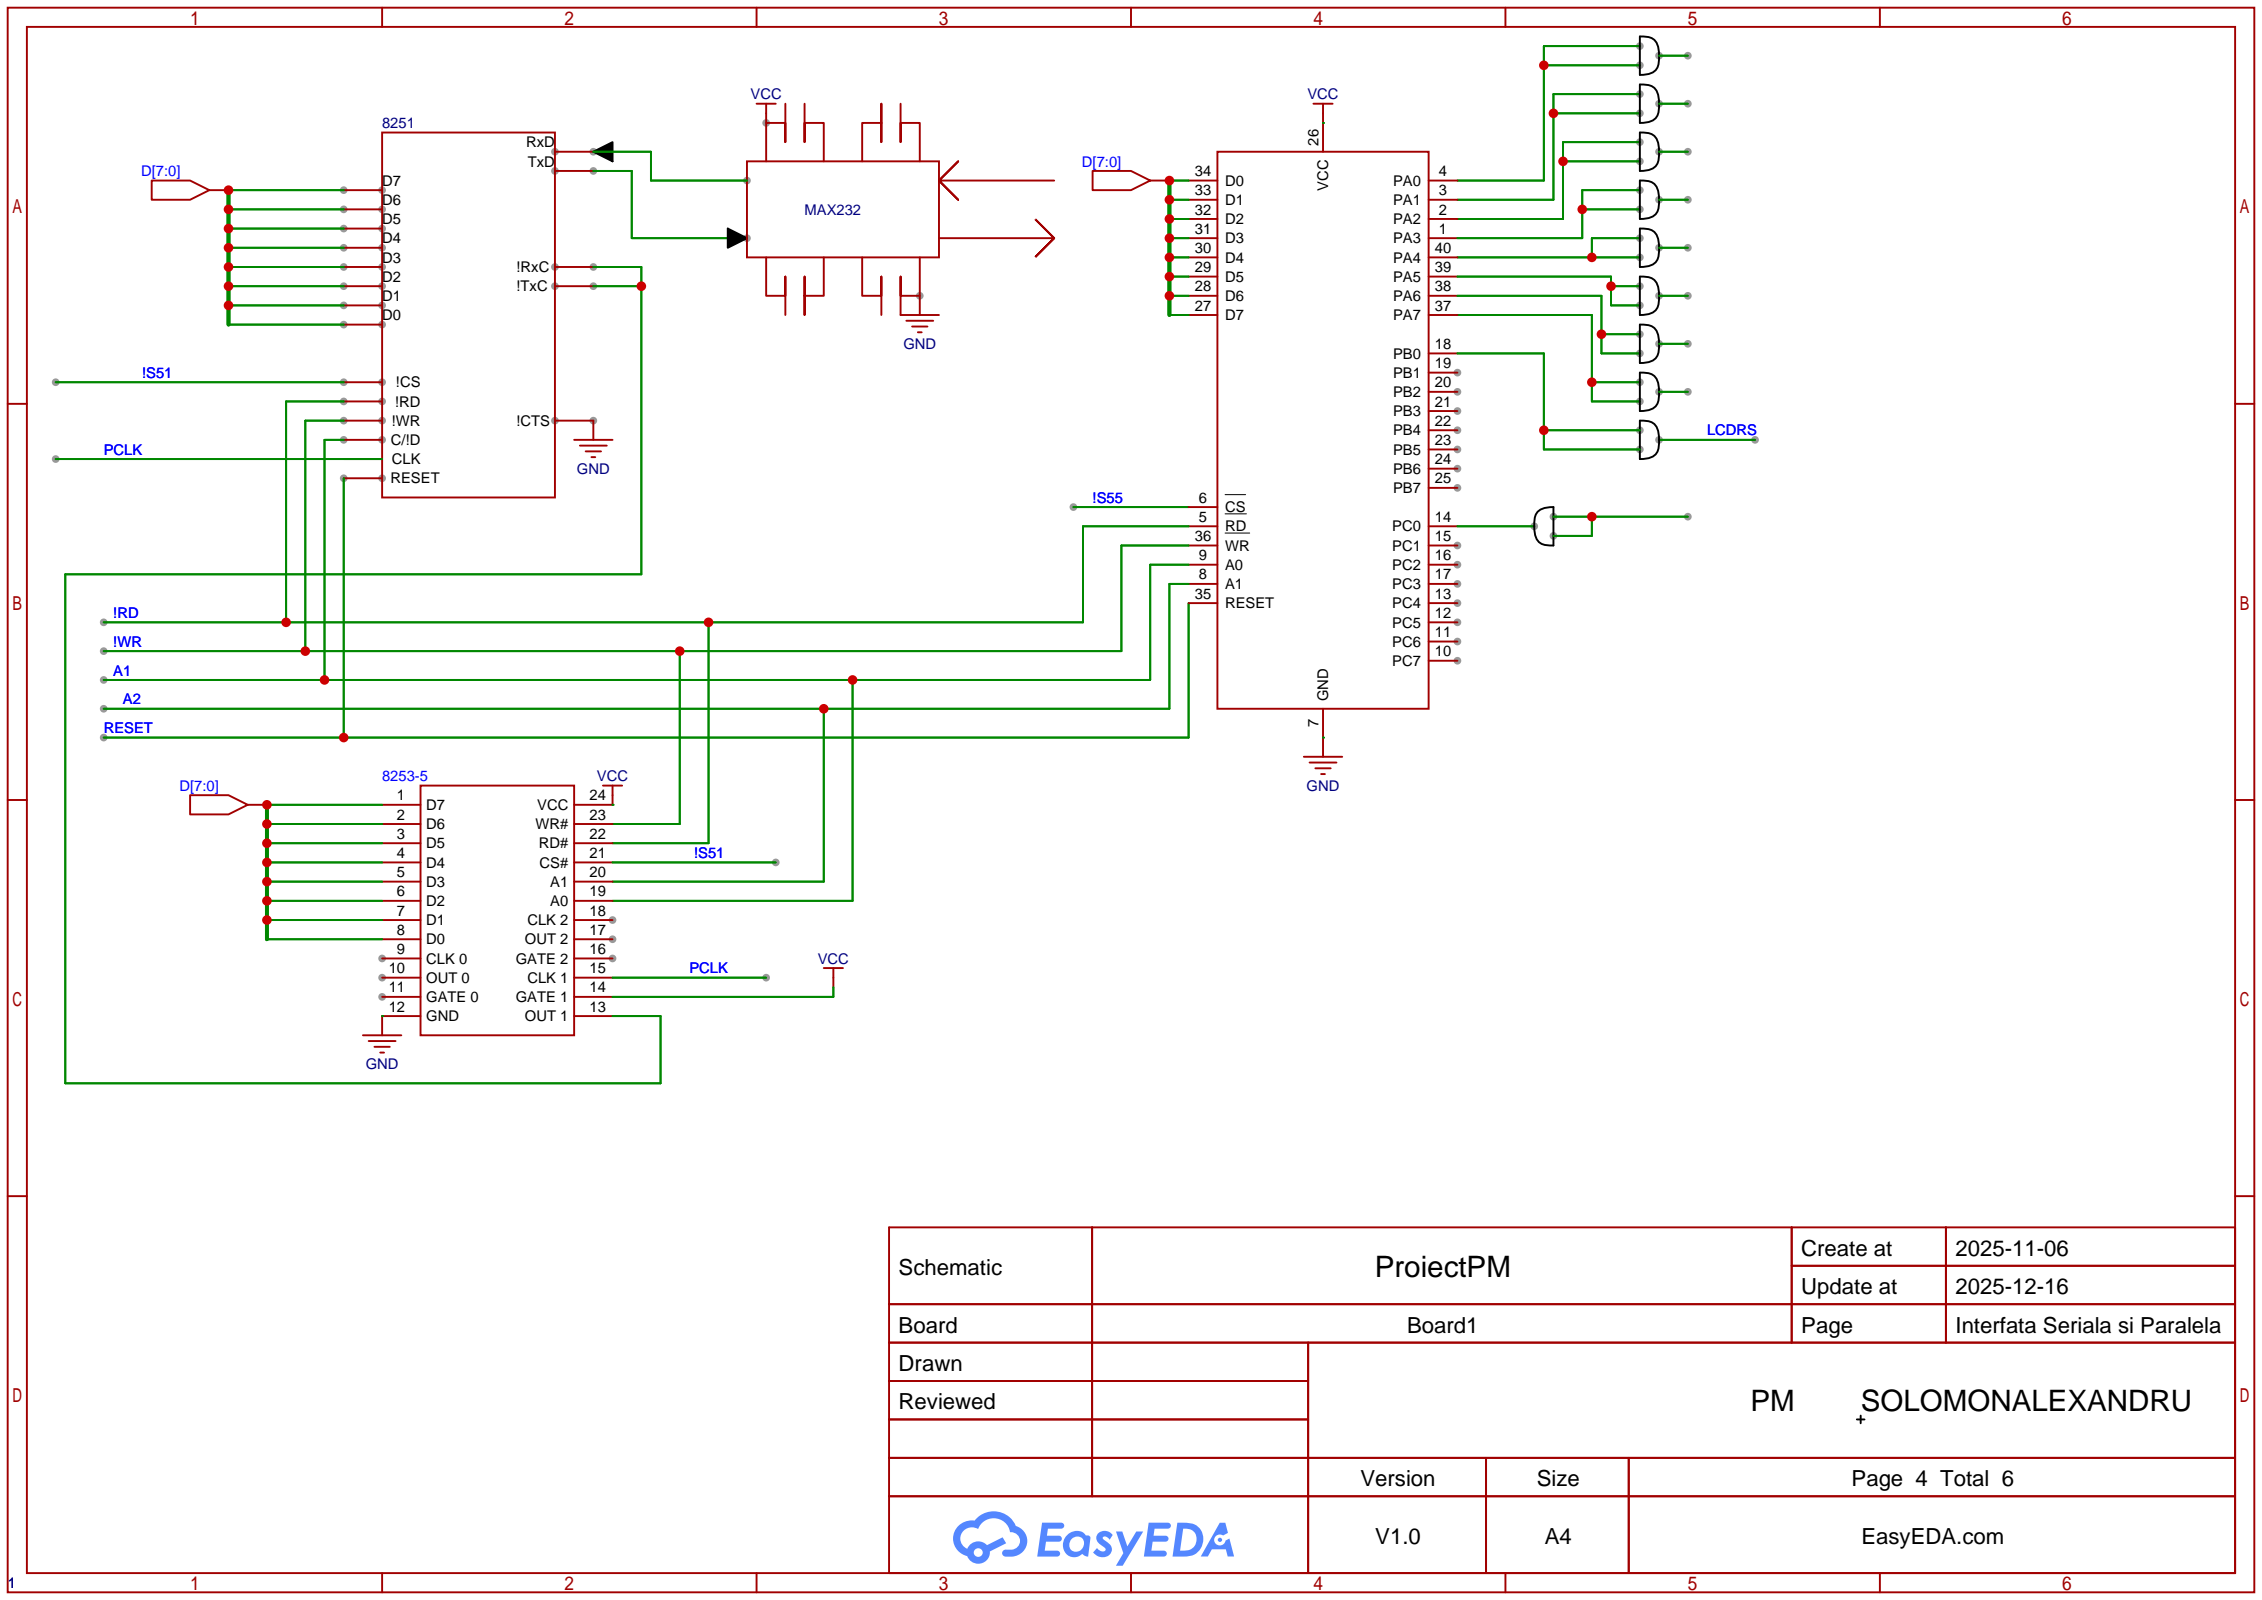 1 2 3 4 5 6
A
B
C
D
A
B
C
D
8251
D[7:0]
D7
D6
D5
D4
D3
D2
D1
D0
!CS
!RD
!WR
C/!D
CLK
RESET
RxD
TxD
!RxC
!TxC
!CTS
GND
!S51
PCLK
VCC
MAX232
GND
!RD
!WR
A1
A2
RESET
D[7:0]
VCC
26
VCC
34 D0
33 D1
32 D2
31 D3
30 D4
29 D5
28 D6
27 D7
!S55
6 CS
5 RD
36 WR
9 A0
8 A1
35 RESET
PA0 4
PA1 3
PA2 2
PA3 1
PA4 40
PA5 39
PA6 38
PA7 37
PB0 18
PB1 19
PB2 20
PB3 21
PB4 22
PB5 23
PB6 24
PB7 25
PC0 14
PC1 15
PC2 16
PC3 17
PC4 13
PC5 12
PC6 11
PC7 10
GND
7
GND
LCDRS
D[7:0]
8253-5
VCC
1 D7
2 D6
3 D5
4 D4
5 D3
6 D2
7 D1
8 D0
9 CLK 0
10 OUT 0
11 GATE 0
12 GND
GND
VCC 24
WR# 23
RD# 22
CS# 21
A1 20
A0 19
CLK 2 18
OUT 2 17
GATE 2 16
CLK 1 15
GATE 1 14
OUT 1 13
!S51
PCLK
VCC
Schematic ProiectPM
Create at 2025-11-06
Update at 2025-12-16
Board Board1
Page Interfata Seriala si Paralela
Drawn
Reviewed
PM SOLOMONALEXANDRU
Version Size Page 4 Total 6
EasyEDA V1.0 A4 EasyEDA.com
1
1 2 3 4 5 6